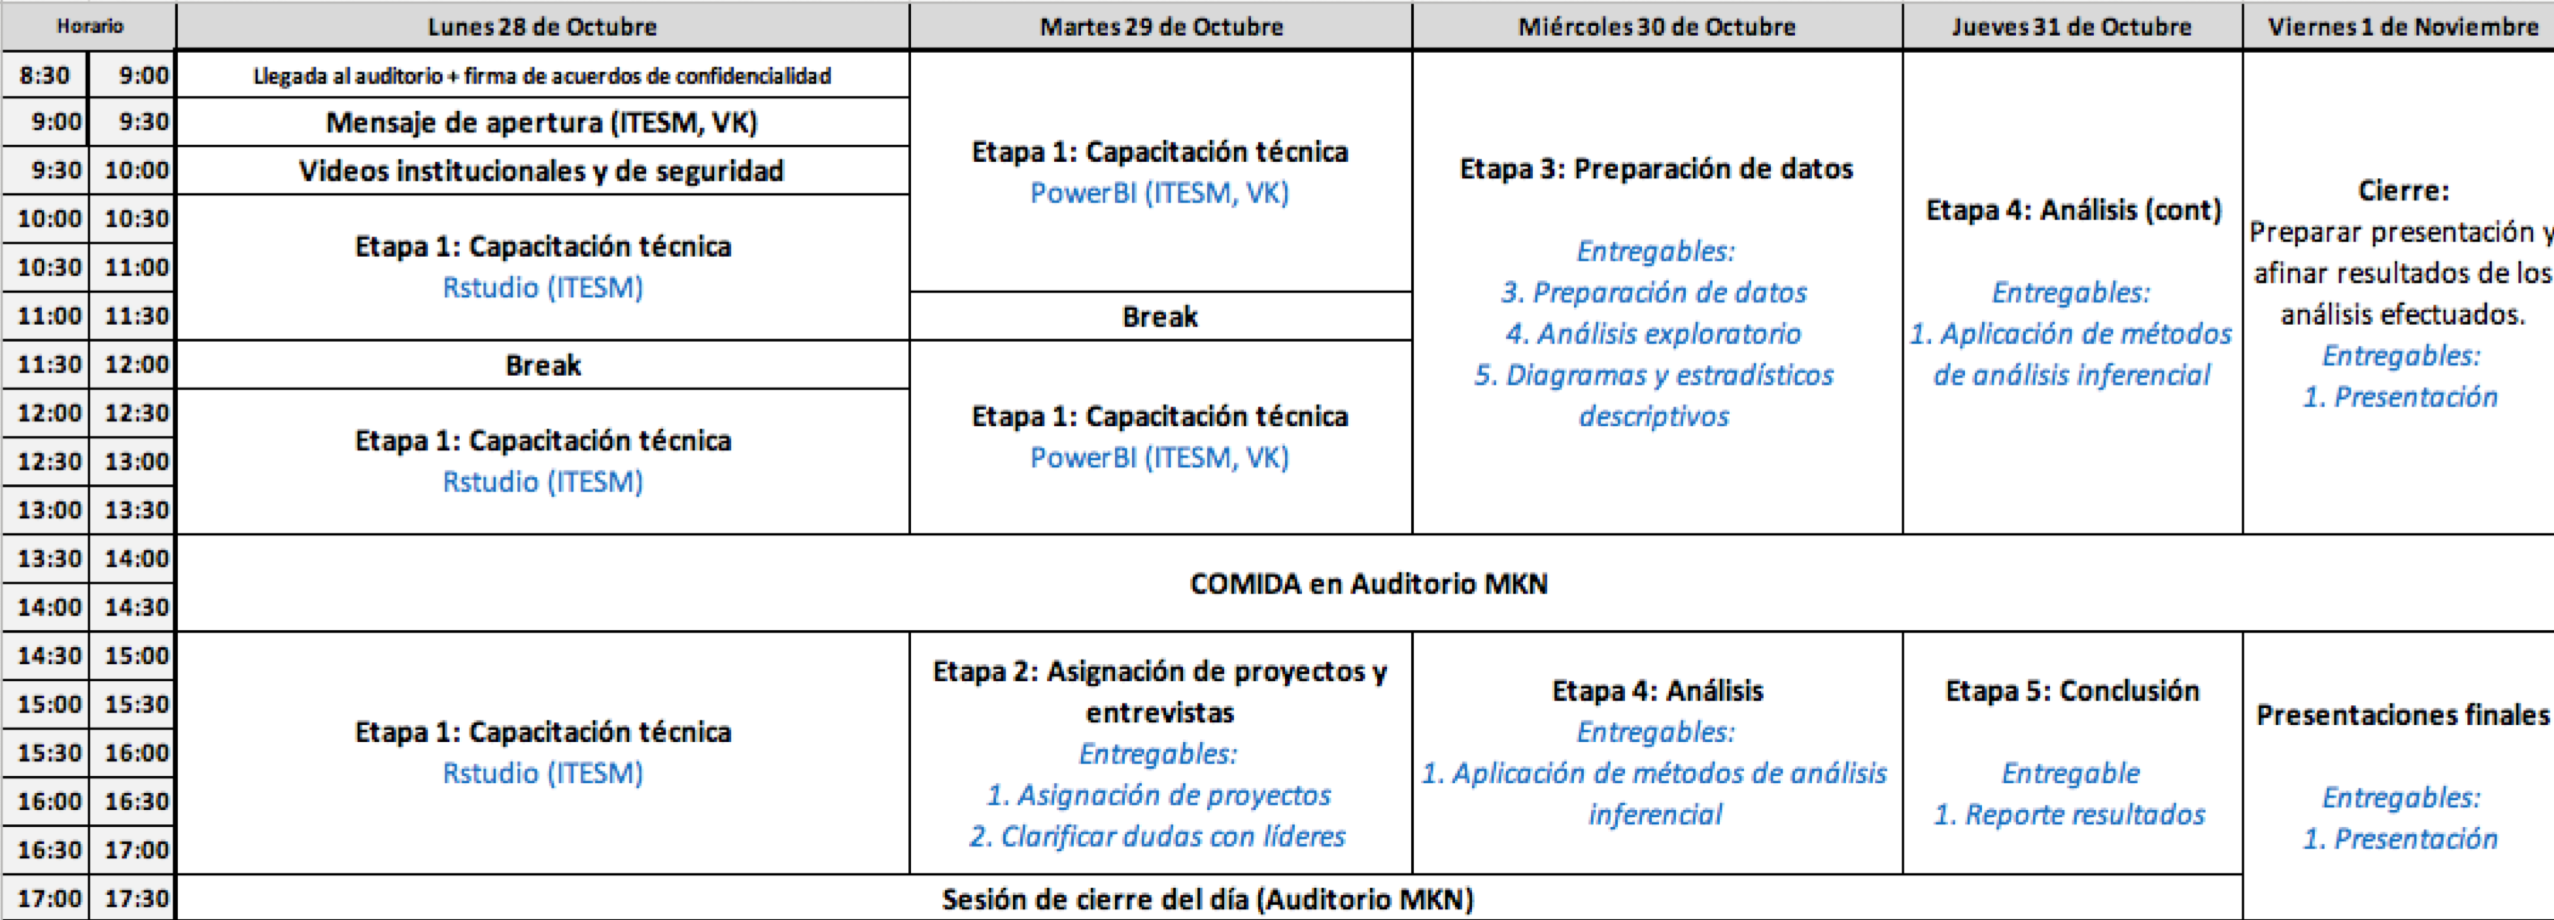 Horario
Lunes 28 de Octubre
Martes 29 de Octubre
Miércoles 30 de Octubre
Jueves 31 de Octubre
Viernes 1 de Noviembre
8:30 9:00
9:00 9:30
9:30 10:00
10:00 10:30
10:30 11:00
11:00 11:30
11:30 12:00
12:00 12:30
12:30 13:00
13:00 13:30
13:30 14:00
14:00 14:30
14:30 15:00
15:00 15:30
15:30 16:00
16:00 16:30
16:30 17:00
17:00 17:30
Llegada al auditorio + firma de acuerdos de confidencialidad
Mensaje de apertura (ITESM, VK)
Videos institucionales y de seguridad
Etapa 1: Capacitación técnica
Rstudio (ITESM)
Break
Etapa 1: Capacitación técnica
Rstudio (ITESM)
Etapa 1: Capacitación técnica
PowerBI (ITESM, VK)
Break
Etapa 1: Capacitación técnica
PowerBI (ITESM, VK)
Etapa 3: Preparación de datos
Entregables:
3. Preparación de datos
4. Análisis exploratorio
5. Diagramas y estradísticos
descriptivos
Etapa 4: Análisis (cont)
Entregables:
1. Aplicación de métodos
de análisis inferencial
Cierre:
Preparar presentación y
afinar resultados de los
análisis efectuados.
Entregables:
1. Presentación
COMIDA en Auditorio MKN
Etapa 1: Capacitación técnica
Rstudio (ITESM)
Etapa 2: Asignación de proyectos y
entrevistas
Entregables:
1. Asignación de proyectos
2. Clarificar dudas con líderes
Etapa 4: Análisis
Entregables:
1. Aplicación de métodos de análisis
inferencial
Etapa 5: Conclusión
Entregable
1. Reporte resultados
Presentaciones finales
Entregables:
1. Presentación
Sesión de cierre del día (Auditorio MKN)